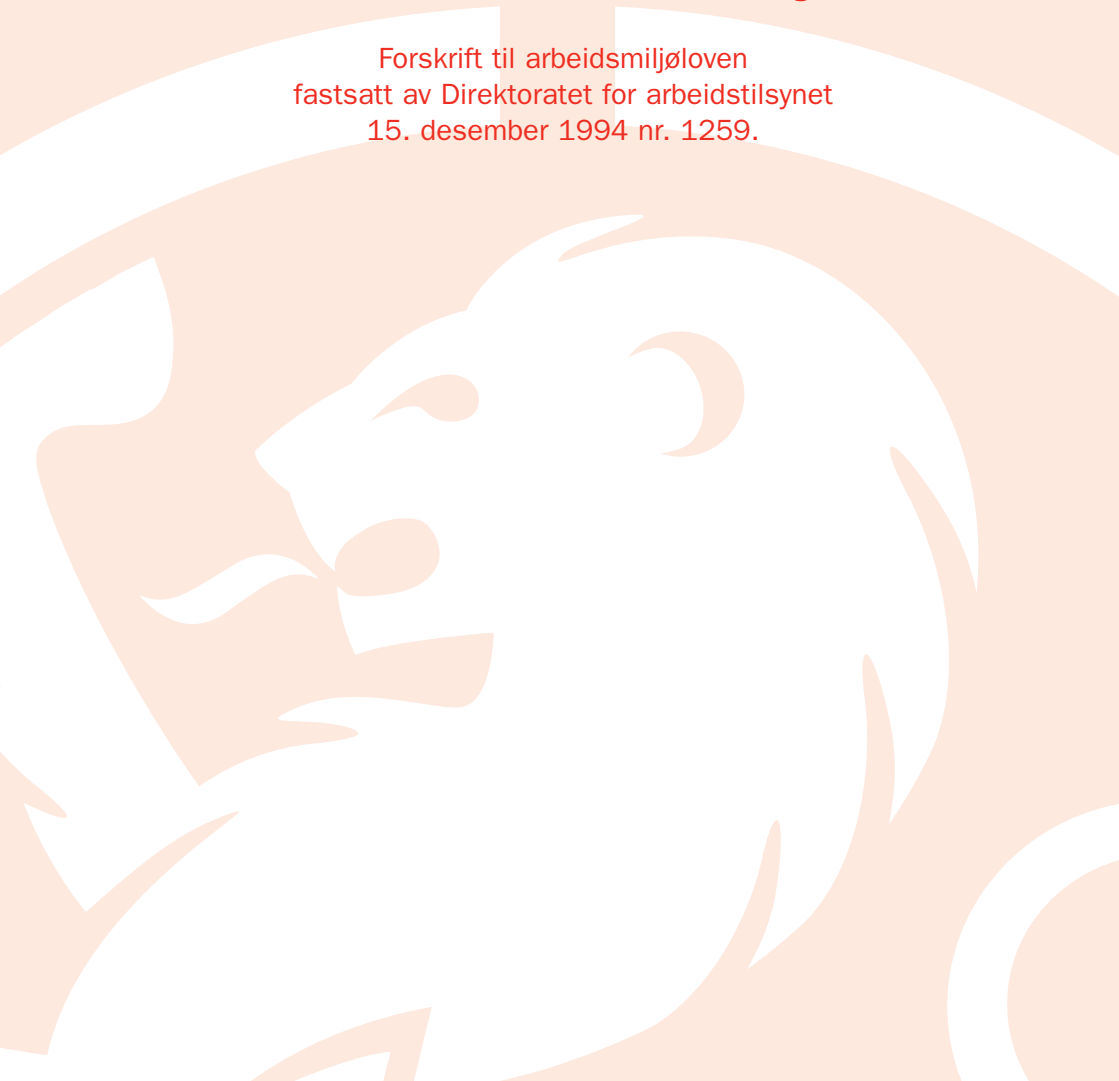 Forskrift til arbeidsmiljøloven
fastsatt av Direktoratet for arbeidstilsynet
15. desember 1994 nr. 1259.